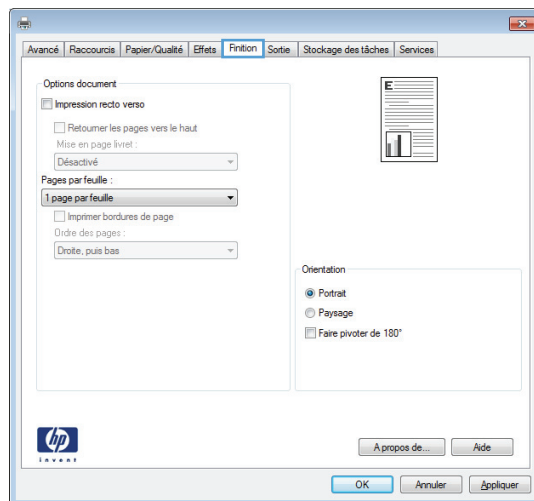 Avancé Raccourcis Papier/Qualité Effets Finition Sortie Stockage des tâches Services
Options document
Impression recto verso
Retourner les pages vers le haut
Mise en page livret :
Désactivé
Pages par feuille :
1 page par feuille
Imprimer bordures de page
Ordre des pages :
Droite, puis bas
E
Orientation
Portrait
Paysage
Faire pivoter de 180°
hp
invent
A propos de... Aide
OK Annuler Appliquer